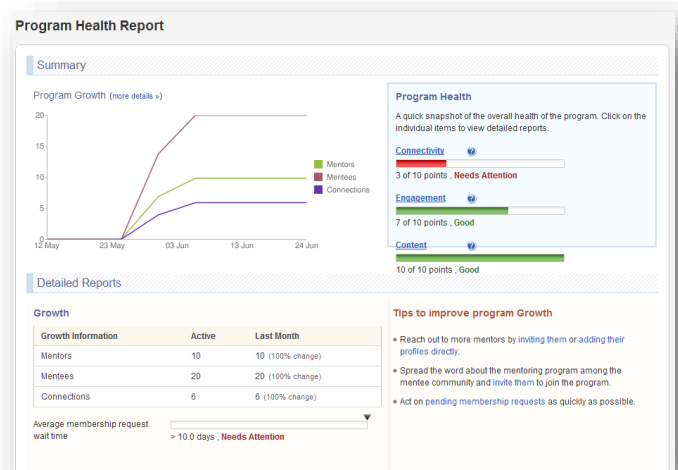 Program Health Report
Summary
Program Growth (more details »)
20
15
10
5
0
12 May 23 May 03 Jun 13 Jun 24 Jun
Mentors
Mentees
Connections
Program Health
A quick snapshot of the overall health of the program. Click on the
individual items to view detailed reports.
Connectivity ?
3 of 10 points , Needs Attention
Engagement ?
7 of 10 points , Good
Content ?
10 of 10 points , Good
Detailed Reports
Growth
Growth Information Active Last Month
Mentors 10 10 (100% change)
Mentees 20 20 (100% change)
Connections 6 6 (100% change)
Average membership request
wait time
> 10.0 days , Needs Attention
Tips to improve program Growth
Reach out to more mentors by inviting them or adding their
profiles directly.
Spread the word about the mentoring program among the
mentee community and invite them to join the program.
Act on pending membership requests as quickly as possible.